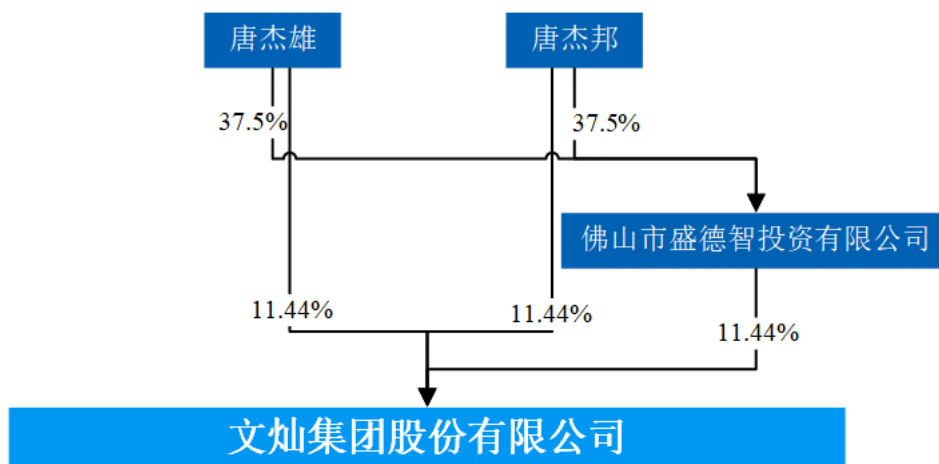 唐杰雄
唐杰邦
37.5%
37.5%
佛山市盛德智投资有限公司
11.44%
11.44%
11.44%
文灿集团股份有限公司